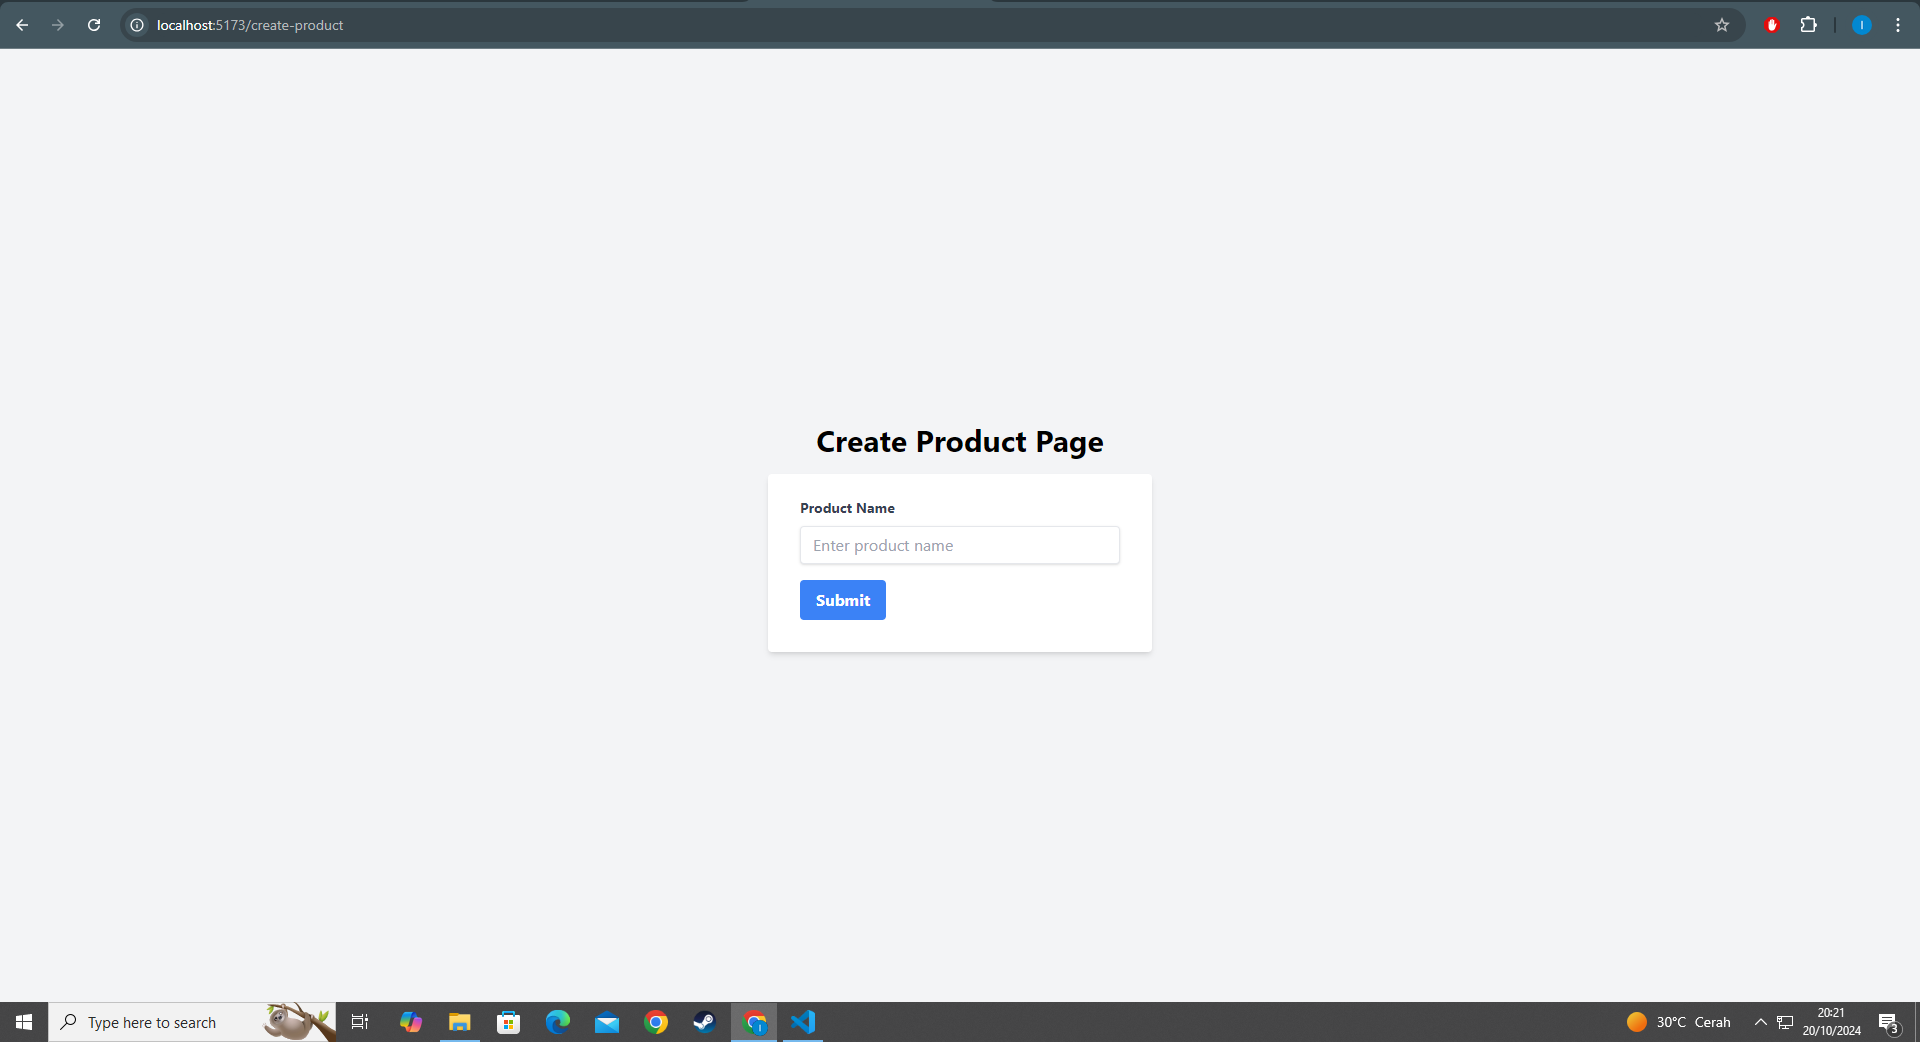 localhost:5173/create-product
I
Create Product Page
Product Name
Enter product name
Submit
Type here to search
I
30°C Cerah
20:21
20/10/2024
3